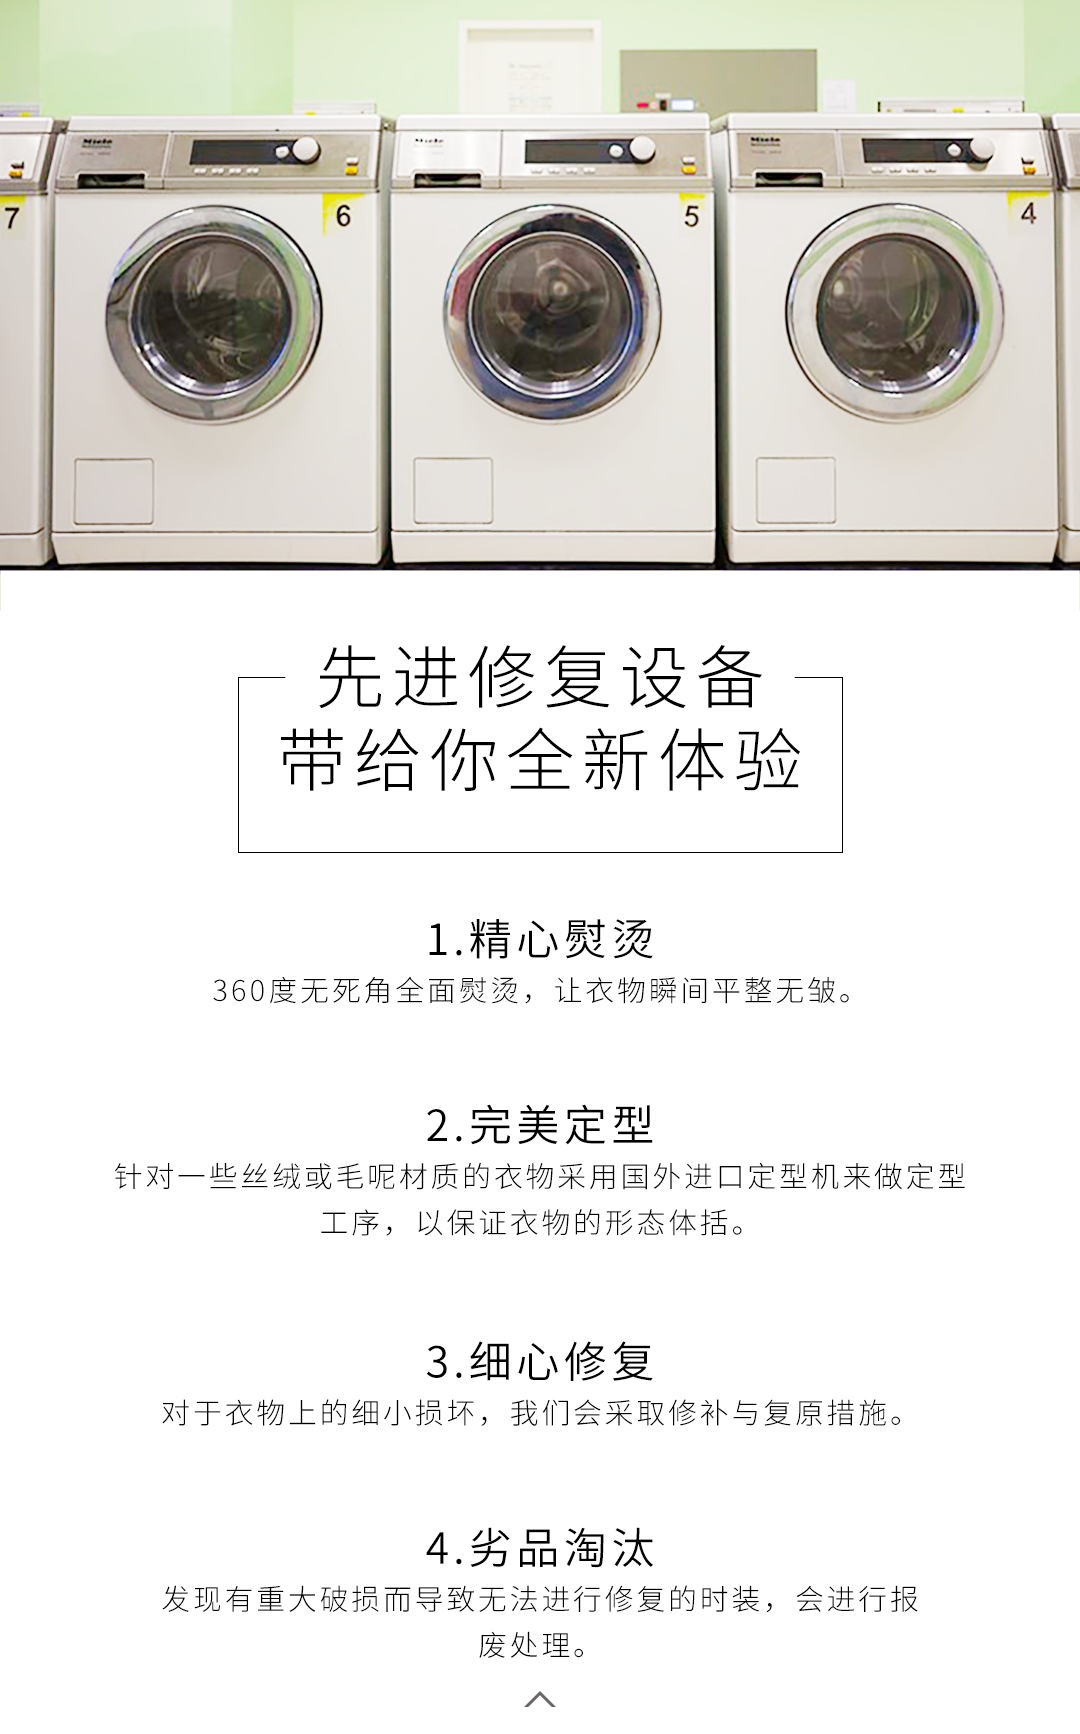 Miele
Miele
Miele
7
6
5
4
先进修复设备
带给你全新体验
1.精心熨烫
360度无死角全面熨烫，让衣物瞬间平整无皱。
2.完美定型
针对一些丝绒或毛呢材质的衣物采用国外进口定型机来做定型
工序，以保证衣物的形态体括。
3.细心修复
对于衣物上的细小损坏，我们会采取修补与复原措施。
4.劣品淘汰
发现有重大破损而导致无法进行修复的时装，会进行报
废处理。